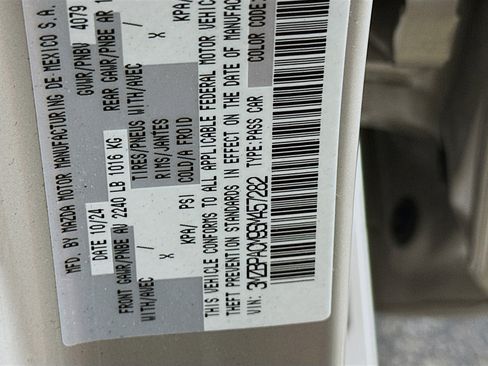 MFD. BY MAZDA MOTOR MANUFACTURING DE MEXICO S.A.
DATE 10/24 GVWR/PNBV 4079
FRONT GAWR/PNBE AV 2240 LB 1016 KG REAR GAWR/PNBE AR
WITH/AVEC / TIRES/PNEUS WITH/AVEC /
X RIMS/JANTES X
KPA/ PSI COLD/A FROID KPA/
THIS VEHICLE CONFORMS TO ALL APPLICABLE FEDERAL MOTOR VEHICLE
THEFT PREVENTION STANDARDS IN EFFECT ON THE DATE OF MANUFAC
VIN: 3MZBPACM9SM457282 TYPE:PASS CAR COLOR CODE: